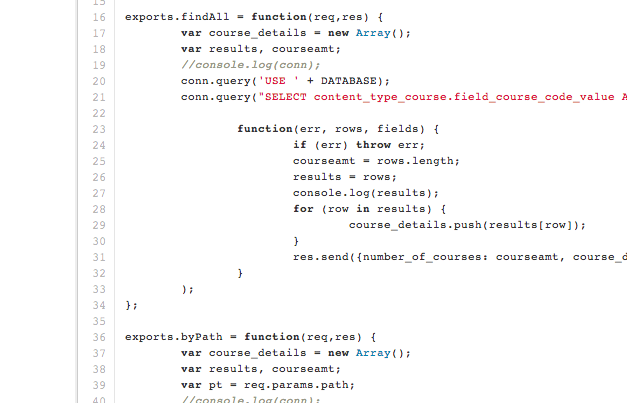 15
16 exports.findAll = function(req,res) {
17 var course_details = new Array();
18 var results, courseamt;
19 //console.log(conn);
20 conn.query('USE ' + DATABASE);
21 conn.query("SELECT content_type_course.field_course_code_value A
22
23 function(err, rows, fields) {
24 if (err) throw err;
25 courseamt = rows.length;
26 results = rows;
27 console.log(results);
28 for (row in results) {
29 course_details.push(results[row]);
30 }
31 res.send({number_of_courses: courseamt, course_d
32 }
33 );
34 };
35
36 exports.byPath = function(req,res) {
37 var course_details = new Array();
38 var results, courseamt;
39 var pt = req.params.path;
40 //console.log(conn);